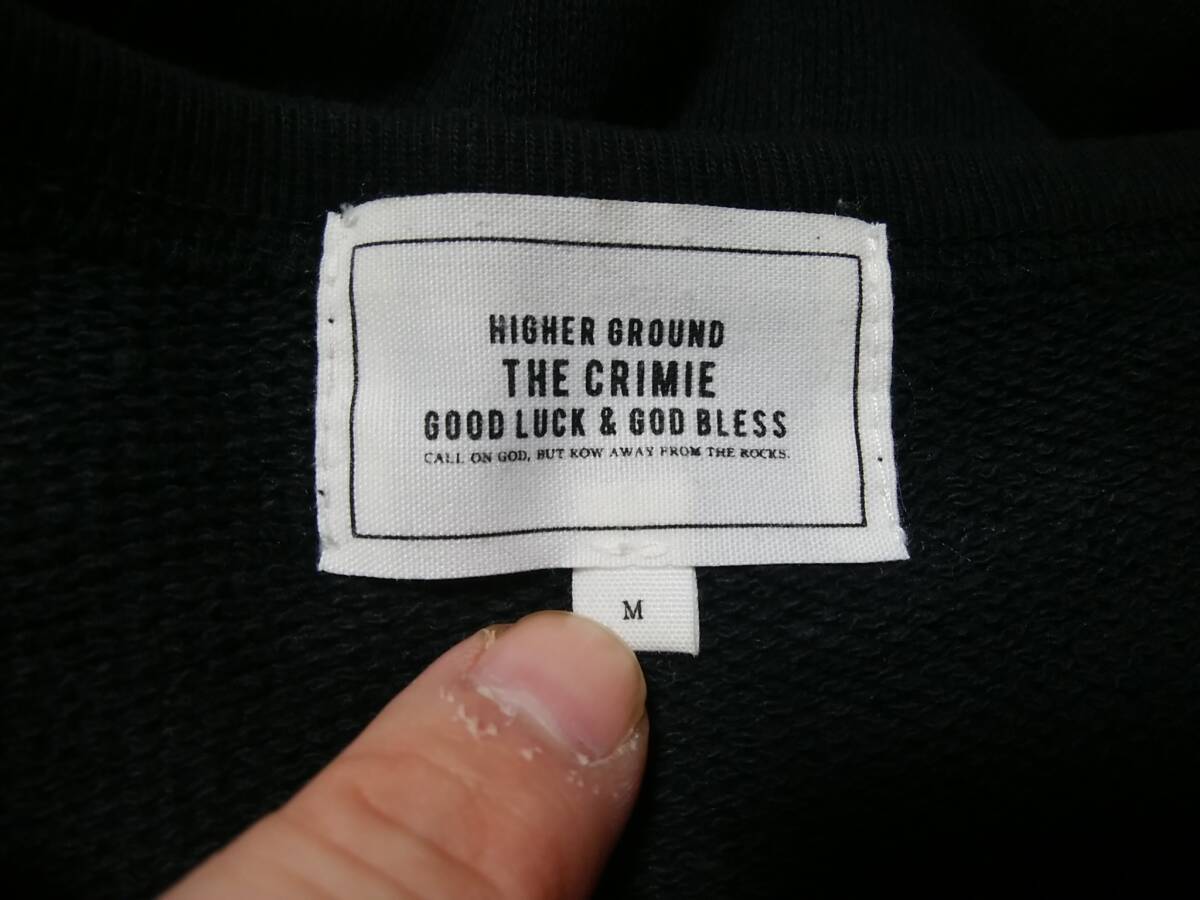 HIGHER GROUND
THE CRIMIE
GOOD LUCK & GOD BLESS
CALL ON GOD, BUT ROW AWAY FROM THE ROCKS.
M